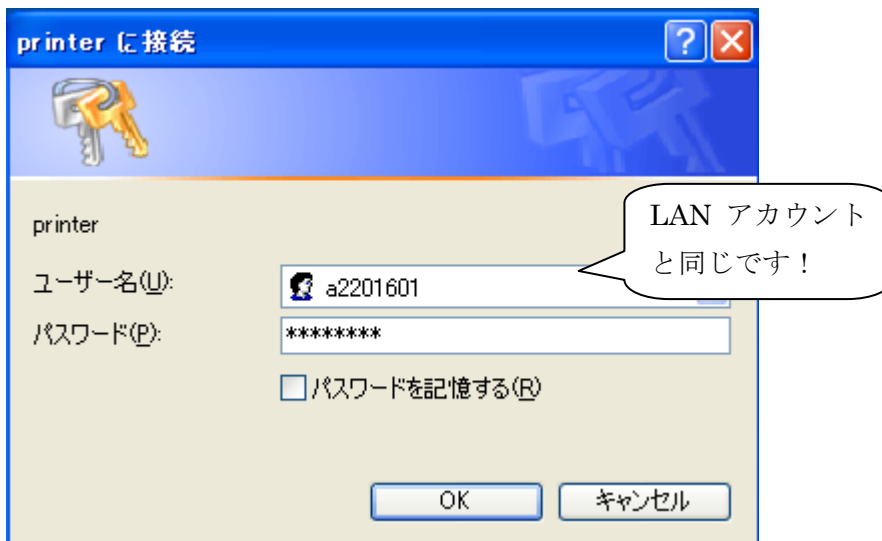 printer に接続
printer
LAN アカウント
と同じです！
ユーザー名(U):
a2201601
パスワード(P):
********
パスワードを記憶する(R)
OK
キャンセル